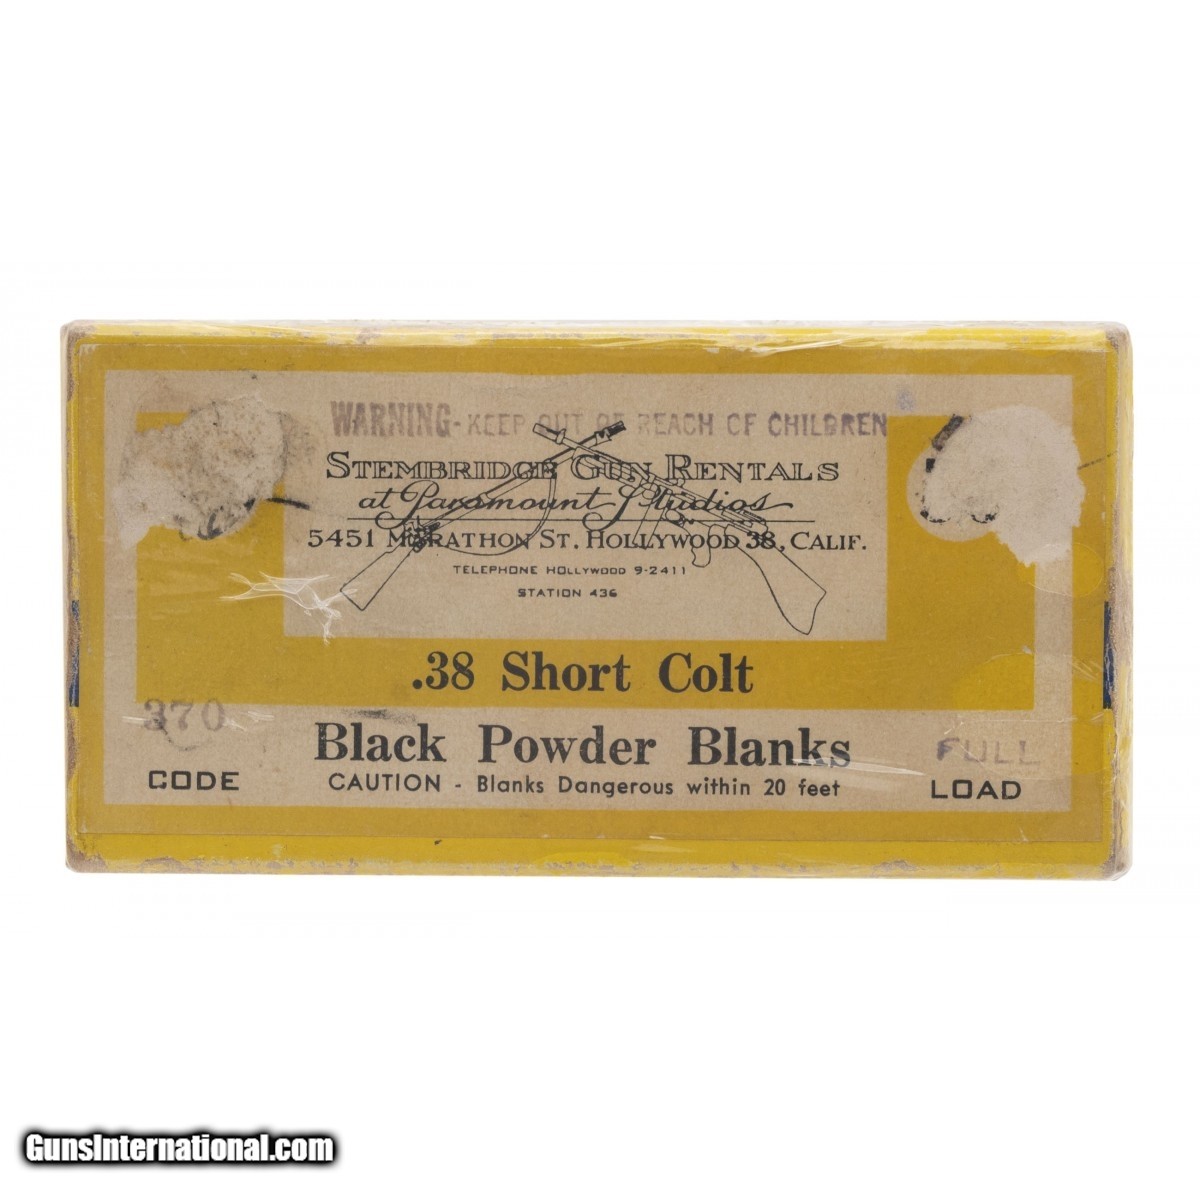 WARNING-KEEP OUT OF REACH OF CHILDREN
STEMBRIDGE GUN RENTALS
at Paramount Studios
5451 MARATHON ST. HOLLYWOOD 38, CALIF.
TELEPHONE HOLLYWOOD 9-2411
STATION 436
.38 Short Colt
370
Black Powder Blanks
FULL
CODE
CAUTION - Blanks Dangerous within 20 feet
LOAD
GunsInternational.com